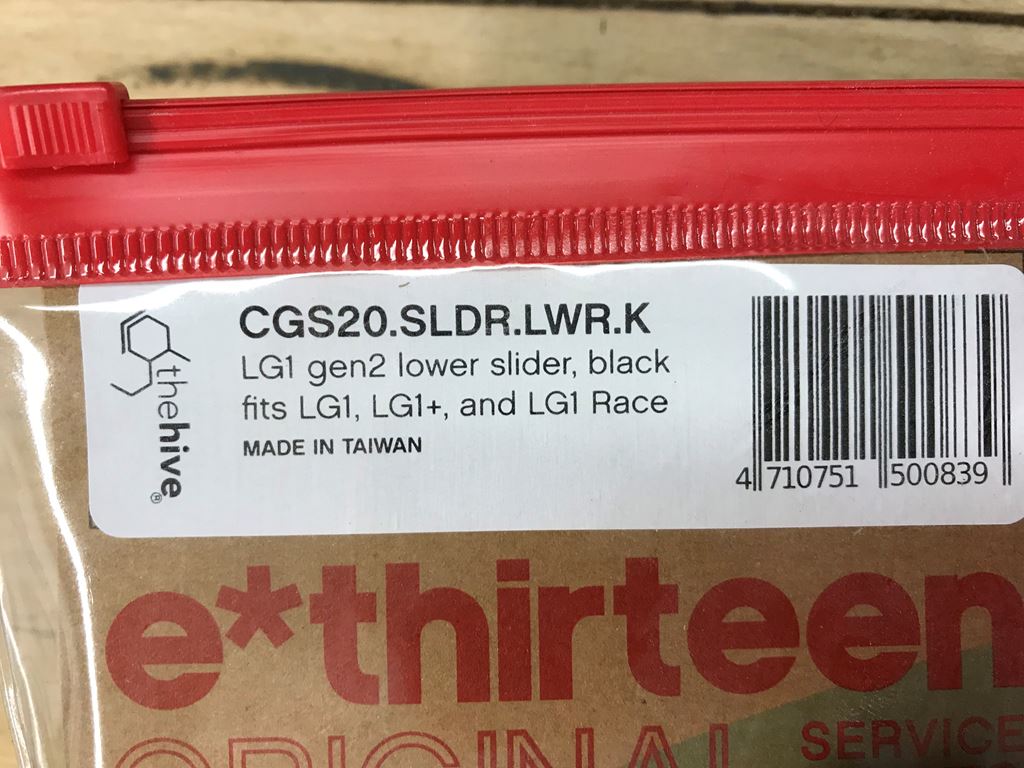 CGS20.SLDR.LWR.K
LG1 gen2 lower slider, black
fits LG1, LG1+, and LG1 Race
MADE IN TAIWAN
thehive®
4 710751 500839
e*thirteen
ORIGINAL
SERVICE